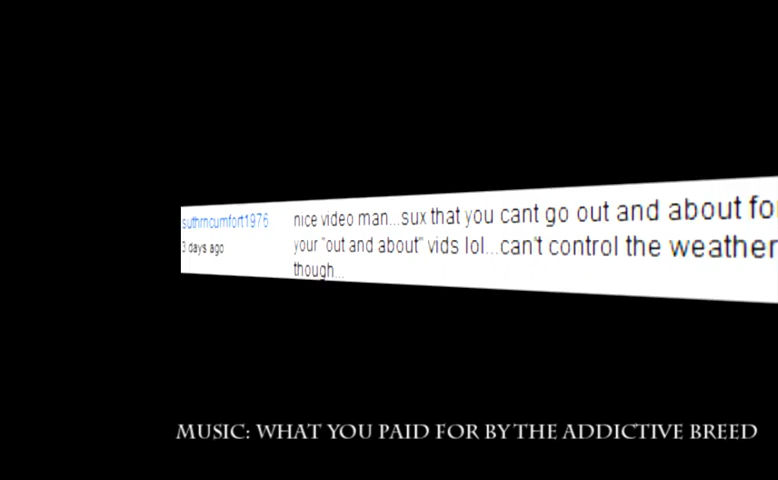 suthrncumfort1976
3 days ago
nice video man...sux that you cant go out and about for
your "out and about" vids lol...can't control the weather
though...
MUSIC: WHAT YOU PAID FOR BY THE ADDICTIVE BREED